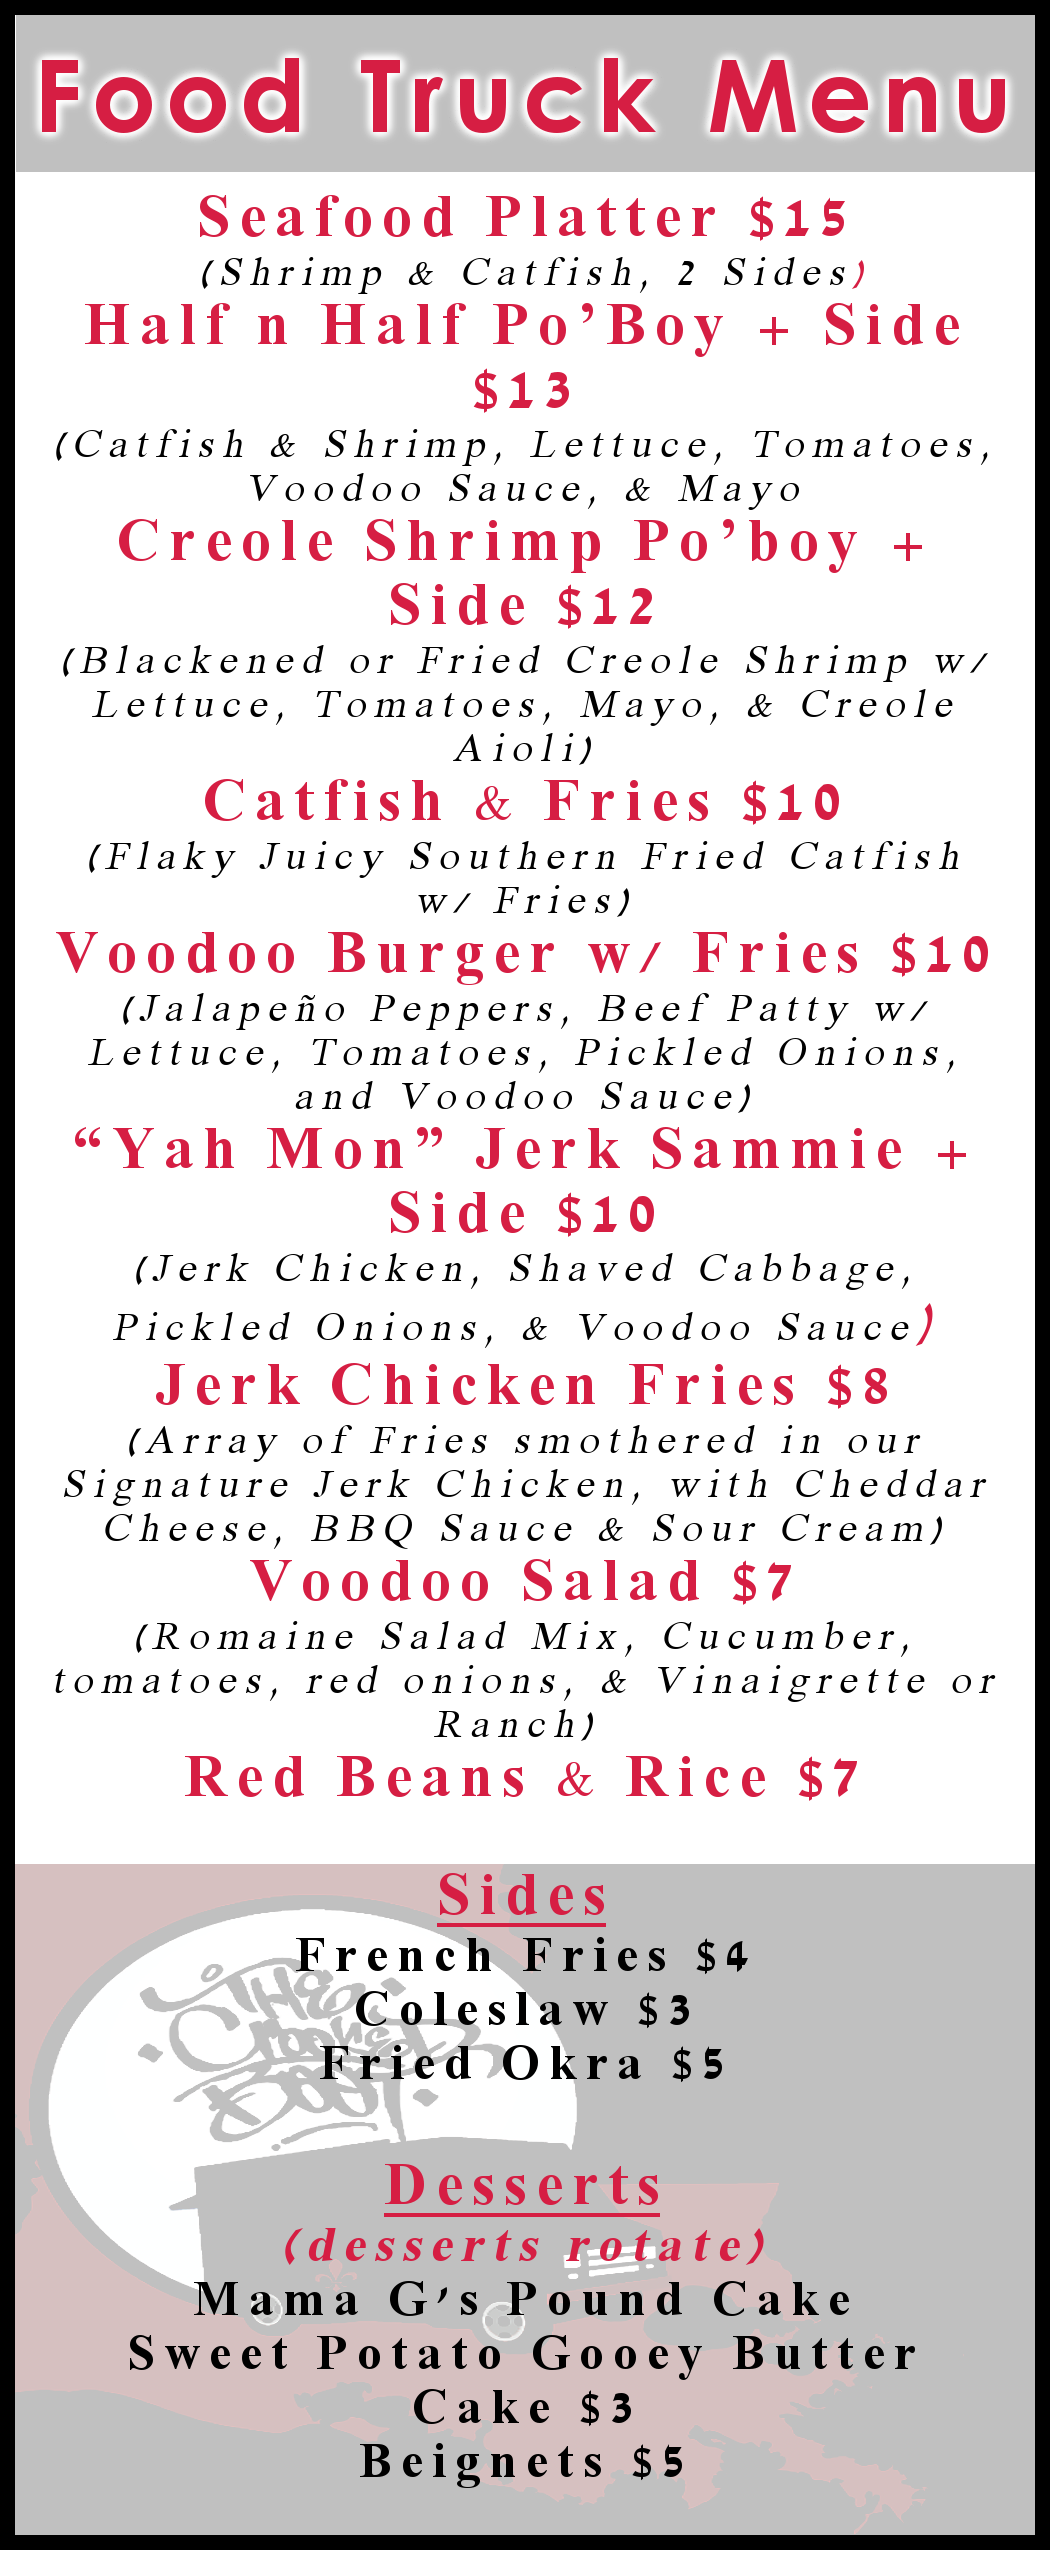 Food Truck Menu
Seafood Platter $15
(Shrimp & Catfish, 2 Sides)
Half n Half Po’Boy + Side
$13
(Catfish & Shrimp, Lettuce, Tomatoes,
Voodoo Sauce, & Mayo
Creole Shrimp Po’boy +
Side $12
(Blackened or Fried Creole Shrimp w/
Lettuce, Tomatoes, Mayo, & Creole
Aioli)
Catfish & Fries $10
(Flaky Juicy Southern Fried Catfish
w/ Fries)
Voodoo Burger w/ Fries $10
(Jalapeño Peppers, Beef Patty w/
Lettuce, Tomatoes, Pickled Onions,
and Voodoo Sauce)
“Yah Mon” Jerk Sammie +
Side $10
(Jerk Chicken, Shaved Cabbage,
Pickled Onions, & Voodoo Sauce)
Jerk Chicken Fries $8
(Array of Fries smothered in our
Signature Jerk Chicken, with Cheddar
Cheese, BBQ Sauce & Sour Cream)
Voodoo Salad $7
(Romaine Salad Mix, Cucumber,
tomatoes, red onions, & Vinaigrette or
Ranch)
Red Beans & Rice $7
Sides
French Fries $4
Coleslaw $3
Fried Okra $5
The Crooked Boot
Desserts
(desserts rotate)
Mama G's Pound Cake
Sweet Potato Gooey Butter
Cake $3
Beignets $5